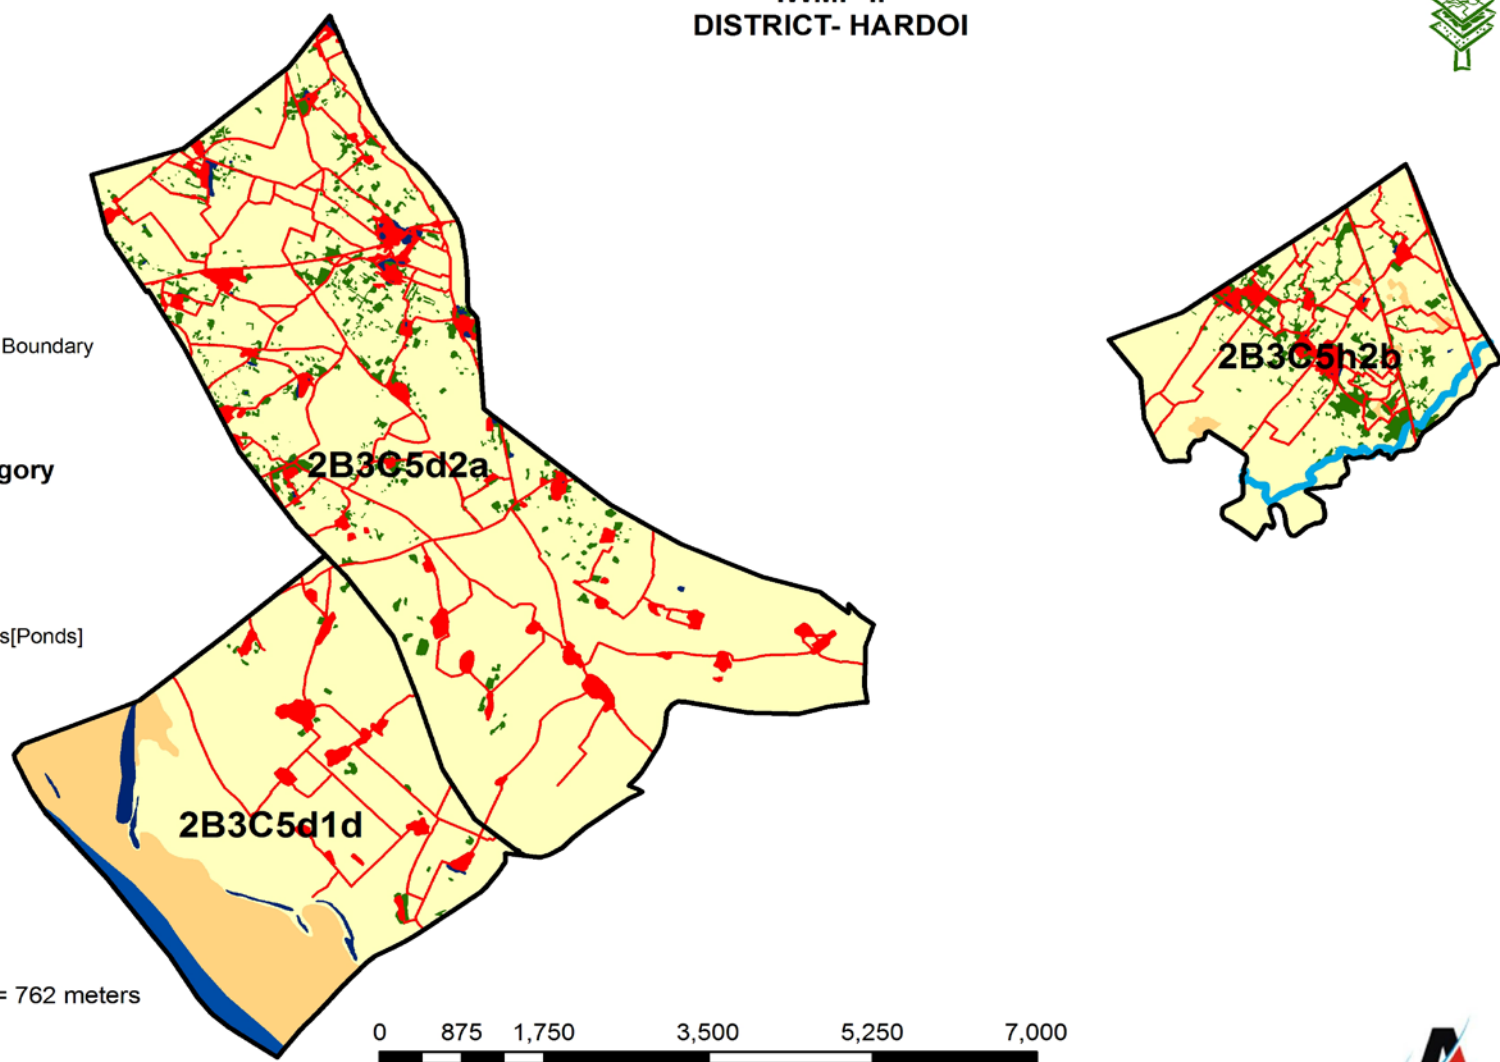 DISTRICT- HARDOI
Boundary
2B3C5h2b
gory
2B3C5d2a
s[Ponds]
2B3C5d1d
= 762 meters
0 875 1,750 3,500 5,250 7,000